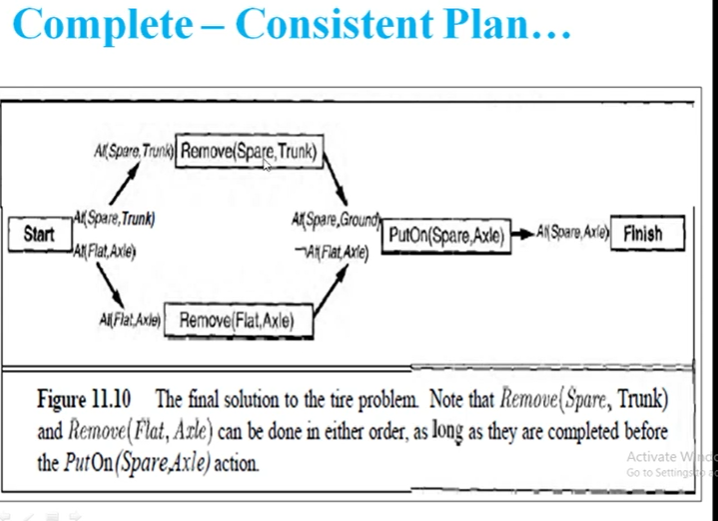 Complete – Consistent Plan…
At(Spare,Trunk) Remove(Spare,Trunk)
At(Spare,Trunk) At(Spare,Ground)
Start PutOn(Spare,Axle) At(Spare,Axle) Finish
At(Flat,Axle) ¬At(Flat,Axle)
At(Flat,Axle) Remove(Flat,Axle)
Figure 11.10 The final solution to the tire problem. Note that Remove(Spare, Trunk)
and Remove(Flat, Axle) can be done in either order, as long as they are completed before
the PutOn(Spare,Axle) action.
Activate
Go to Settings